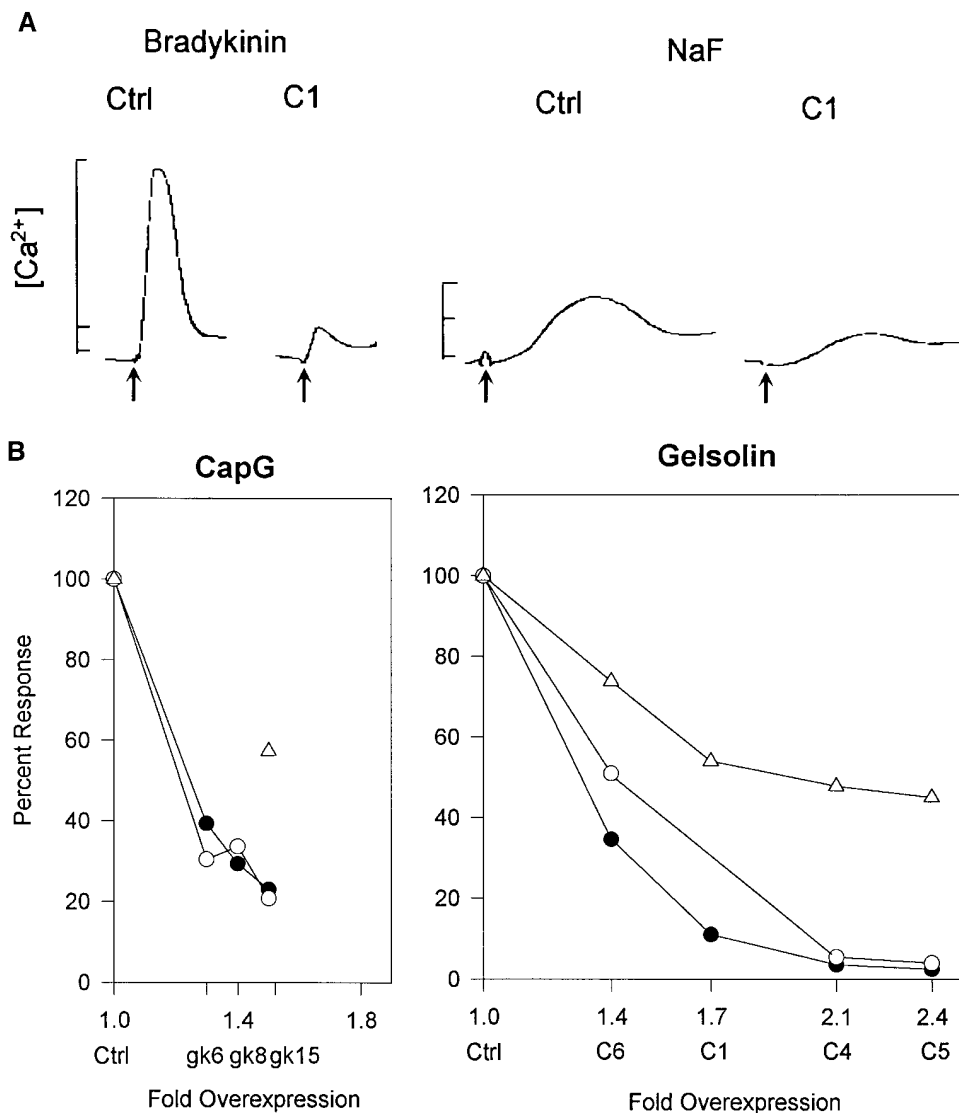 A
Bradykinin
NaF
Ctrl
C1
Ctrl
C1
[Ca²⁺]
B
CapG
Gelsolin
Percent Response
120
100
80
60
40
20
0
1.0
1.4
1.8
Ctrl
gk6
gk8
gk15
Fold Overexpression
120
100
80
60
40
20
0
1.0
1.4
1.7
2.1
2.4
Ctrl
C6
C1
C4
C5
Fold Overexpression